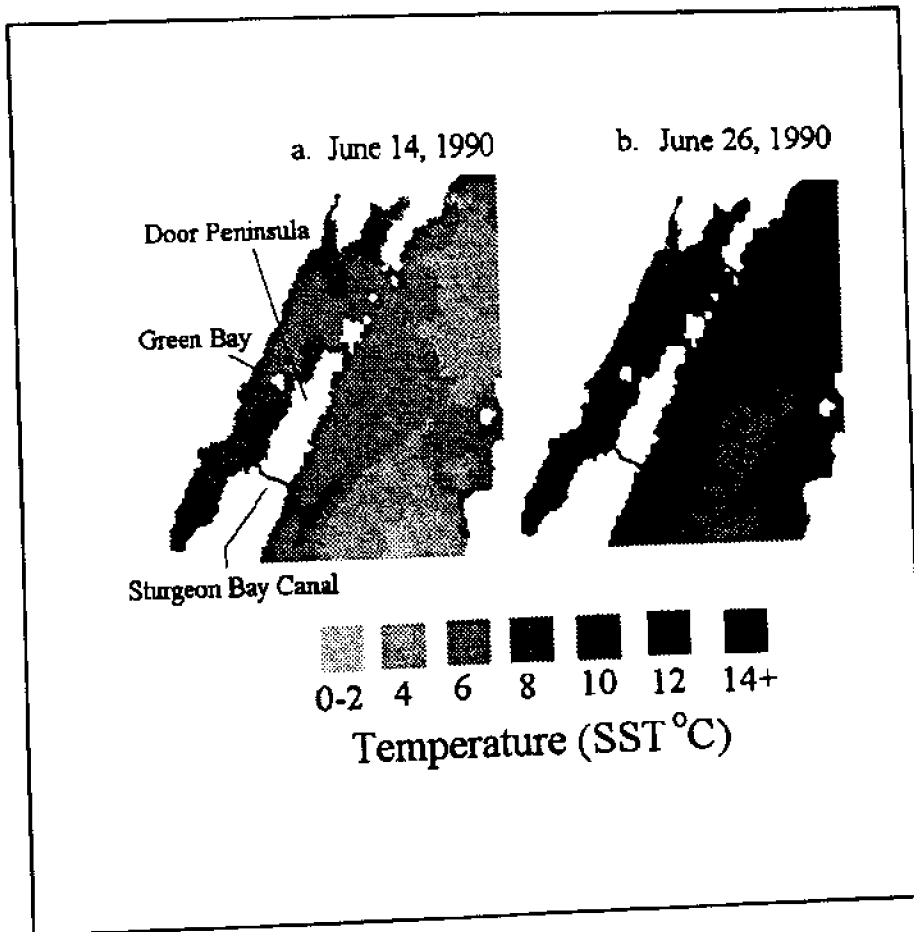 a. June 14, 1990
b. June 26, 1990
Door Peninsula
Green Bay
Sturgeon Bay Canal
0-2 4 6 8 10 12 14+
Temperature (SST °C)